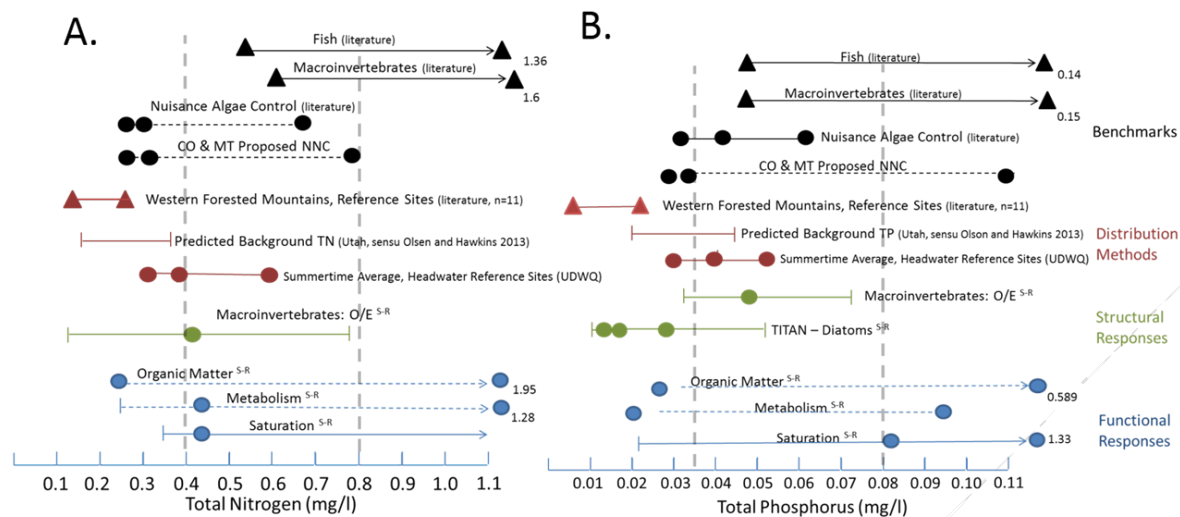 A.
Fish (literature)
1.36
Macroinvertebrates (literature)
1.6
Nuisance Algae Control (literature)
CO & MT Proposed NNC
Western Forested Mountains, Reference Sites (literature, n=11)
Predicted Background TN (Utah, sensu Olsen and Hawkins 2013)
Summertime Average, Headwater Reference Sites (UDWQ)
Macroinvertebrates: O/E S-R
Organic Matter S-R
1.95
Metabolism S-R
1.28
Saturation S-R
0.1 0.2 0.3 0.4 0.5 0.6 0.7 0.8 0.9 1.0 1.1
Total Nitrogen (mg/l)
B.
Fish (literature)
0.14
Macroinvertebrates (literature)
0.15
Nuisance Algae Control (literature)
CO & MT Proposed NNC
Western Forested Mountains, Reference Sites (literature, n=11)
Predicted Background TP (Utah, sensu Olson and Hawkins 2013)
Summertime Average, Headwater Reference Sites (UDWQ)
Macroinvertebrates: O/E S-R
TITAN – Diatoms S-R
Organic Matter S-R
0.589
Metabolism S-R
Saturation S-R
1.33
0.01 0.02 0.03 0.04 0.05 0.06 0.07 0.08 0.09 0.10 0.11
Total Phosphorus (mg/l)
Benchmarks
Distribution
Methods
Structural
Responses
Functional
Responses